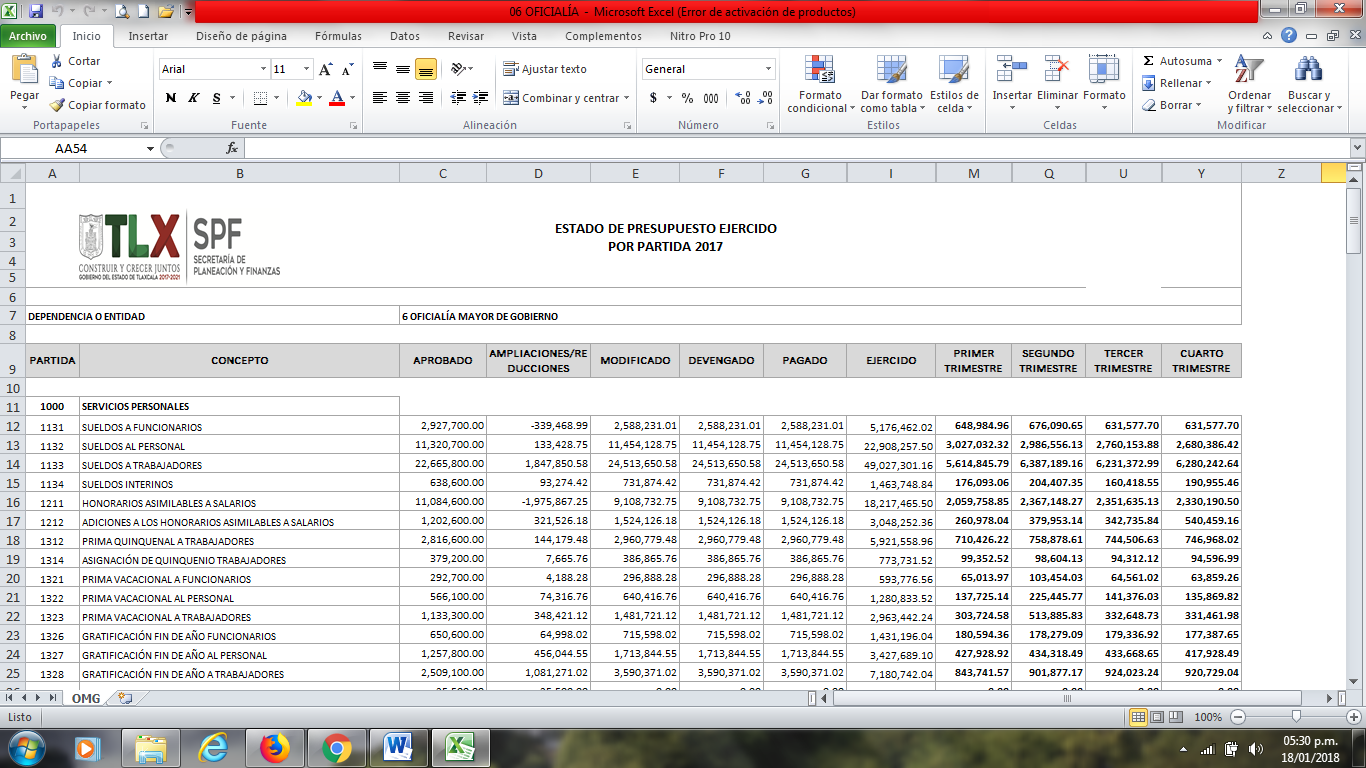 06 OFICIALÍA - Microsoft Excel (Error de activación de productos)
Archivo Inicio Insertar Diseño de página Fórmulas Datos Revisar Vista Complementos Nitro Pro 10
Pegar Cortar Copiar Copiar formato Portapapeles
Arial 11 N K S Fuente
Ajustar texto Combinar y centrar Alineación
General $ % 000 Número
Formato condicional Dar formato como tabla Estilos de celda Estilos
Insertar Eliminar Formato Celdas
Autosuma Rellenar Borrar Ordenar y filtrar Buscar y seleccionar Modificar
AA54 fx
A B C D E F G I M Q U Y Z
1
2 ESTADO DE PRESUPUESTO EJERCIDO
3 POR PARTIDA 2017
4
5
TLX SPF
SECRETARÍA DE
PLANEACIÓN Y FINANZAS
CONSTRUIR Y CRECER JUNTOS
GOBIERNO DEL ESTADO DE TLAXCALA 2017-2021
6
7 DEPENDENCIA O ENTIDAD 6 OFICIALÍA MAYOR DE GOBIERNO
8
9 PARTIDA CONCEPTO APROBADO AMPLIACIONES/REDUCCIONES MODIFICADO DEVENGADO PAGADO EJERCIDO PRIMER TRIMESTRE SEGUNDO TRIMESTRE TERCER TRIMESTRE CUARTO TRIMESTRE
10
11 1000 SERVICIOS PERSONALES
12 1131 SUELDOS A FUNCIONARIOS 2,927,700.00 -339,468.99 2,588,231.01 2,588,231.01 2,588,231.01 5,176,462.02 648,984.96 676,090.65 631,577.70 631,577.70
13 1132 SUELDOS AL PERSONAL 11,320,700.00 133,428.75 11,454,128.75 11,454,128.75 11,454,128.75 22,908,257.50 3,027,032.32 2,986,556.13 2,760,153.88 2,680,386.42
14 1133 SUELDOS A TRABAJADORES 22,665,800.00 1,847,850.58 24,513,650.58 24,513,650.58 24,513,650.58 49,027,301.16 5,614,845.79 6,387,189.16 6,231,372.99 6,280,242.64
15 1134 SUELDOS INTERINOS 638,600.00 93,274.42 731,874.42 731,874.42 731,874.42 1,463,748.84 176,093.06 204,407.35 160,418.55 190,955.46
16 1211 HONORARIOS ASIMILABLES A SALARIOS 11,084,600.00 -1,975,867.25 9,108,732.75 9,108,732.75 9,108,732.75 18,217,465.50 2,059,758.85 2,367,148.27 2,351,635.13 2,330,190.50
17 1212 ADICIONES A LOS HONORARIOS ASIMILABLES A SALARIOS 1,202,600.00 321,526.18 1,524,126.18 1,524,126.18 1,524,126.18 3,048,252.36 260,978.04 379,953.14 342,735.84 540,459.16
18 1312 PRIMA QUINQUENAL A TRABAJADORES 2,816,600.00 144,179.48 2,960,779.48 2,960,779.48 2,960,779.48 5,921,558.96 710,426.22 758,878.61 744,506.63 746,968.02
19 1314 ASIGNACIÓN DE QUINQUENIO TRABAJADORES 379,200.00 7,665.76 386,865.76 386,865.76 386,865.76 773,731.52 99,352.52 98,604.13 94,312.12 94,596.99
20 1321 PRIMA VACACIONAL A FUNCIONARIOS 292,700.00 4,188.28 296,888.28 296,888.28 296,888.28 593,776.56 65,013.97 103,454.03 64,561.02 63,859.26
21 1322 PRIMA VACACIONAL AL PERSONAL 566,100.00 74,316.76 640,416.76 640,416.76 640,416.76 1,280,833.52 137,725.14 225,445.77 141,376.03 135,869.82
22 1323 PRIMA VACACIONAL A TRABAJADORES 1,133,300.00 348,421.12 1,481,721.12 1,481,721.12 1,481,721.12 2,963,442.24 303,724.58 513,885.83 332,648.73 331,461.98
23 1326 GRATIFICACIÓN FIN DE AÑO FUNCIONARIOS 650,600.00 64,998.02 715,598.02 715,598.02 715,598.02 1,431,196.04 180,594.36 178,279.09 179,336.92 177,387.65
24 1327 GRATIFICACIÓN FIN DE AÑO AL PERSONAL 1,257,800.00 456,044.55 1,713,844.55 1,713,844.55 1,713,844.55 3,427,689.10 427,928.92 434,318.49 433,668.65 417,928.49
25 1328 GRATIFICACIÓN FIN DE AÑO A TRABAJADORES 2,509,100.00 1,081,271.02 3,590,371.02 3,590,371.02 3,590,371.02 7,180,742.04 843,741.57 901,877.17 924,023.24 920,729.04
OMG
Listo 100%
05:30 p.m.
18/01/2018